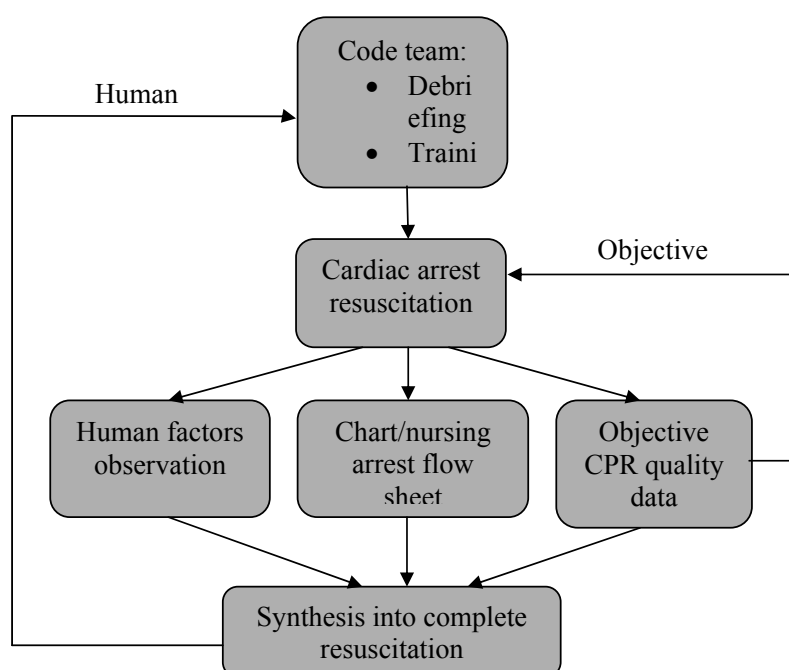 Code team:
• Debri
efing
• Traini
Human
Objective
Cardiac arrest
resuscitation
Human factors
observation
Chart/nursing
arrest flow
sheet
Objective
CPR quality
data
Synthesis into complete
resuscitation